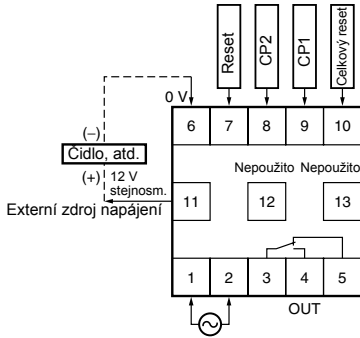 Reset
CP2
CP1
Celkový reset
0 V
6 7 8 9 10
(–)
Čidlo, atd.
(+) 12 V
stejnosm.
Externí zdroj napájení
Nepoužito Nepoužito
11 12 13
1 2 3 4 5
OUT